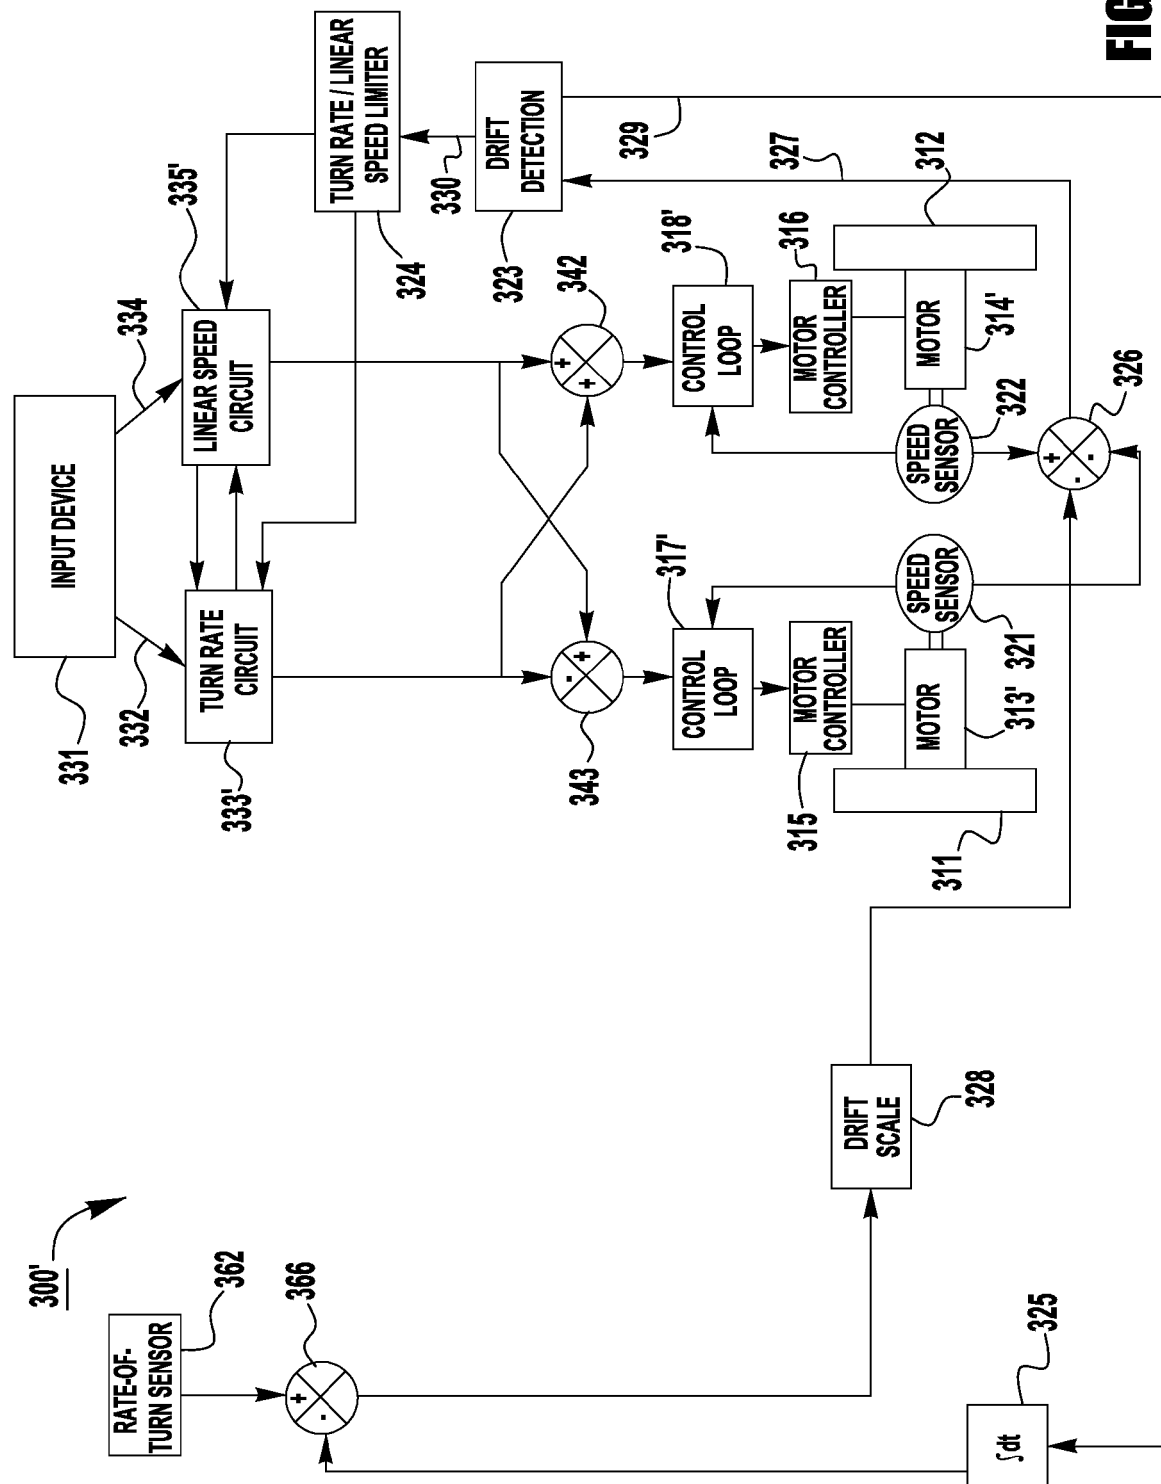 300'
331
INPUT DEVICE
332
334
RATE-OF-
TURN SENSOR
362
333'
TURN RATE
CIRCUIT
LINEAR SPEED
CIRCUIT
335'
366
+
-
TURN RATE / LINEAR
SPEED LIMITER
324
330
DRIFT
DETECTION
323
343
-
+
342
+
+
329
317'
CONTROL
LOOP
318'
CONTROL
LOOP
327
315
MOTOR
CONTROLLER
316
MOTOR
CONTROLLER
DRIFT
SCALE
328
311
MOTOR
313'
SPEED
SENSOR
321
SPEED
SENSOR
322
MOTOR
314'
312
325
∫dt
+
-
-
326
FIG